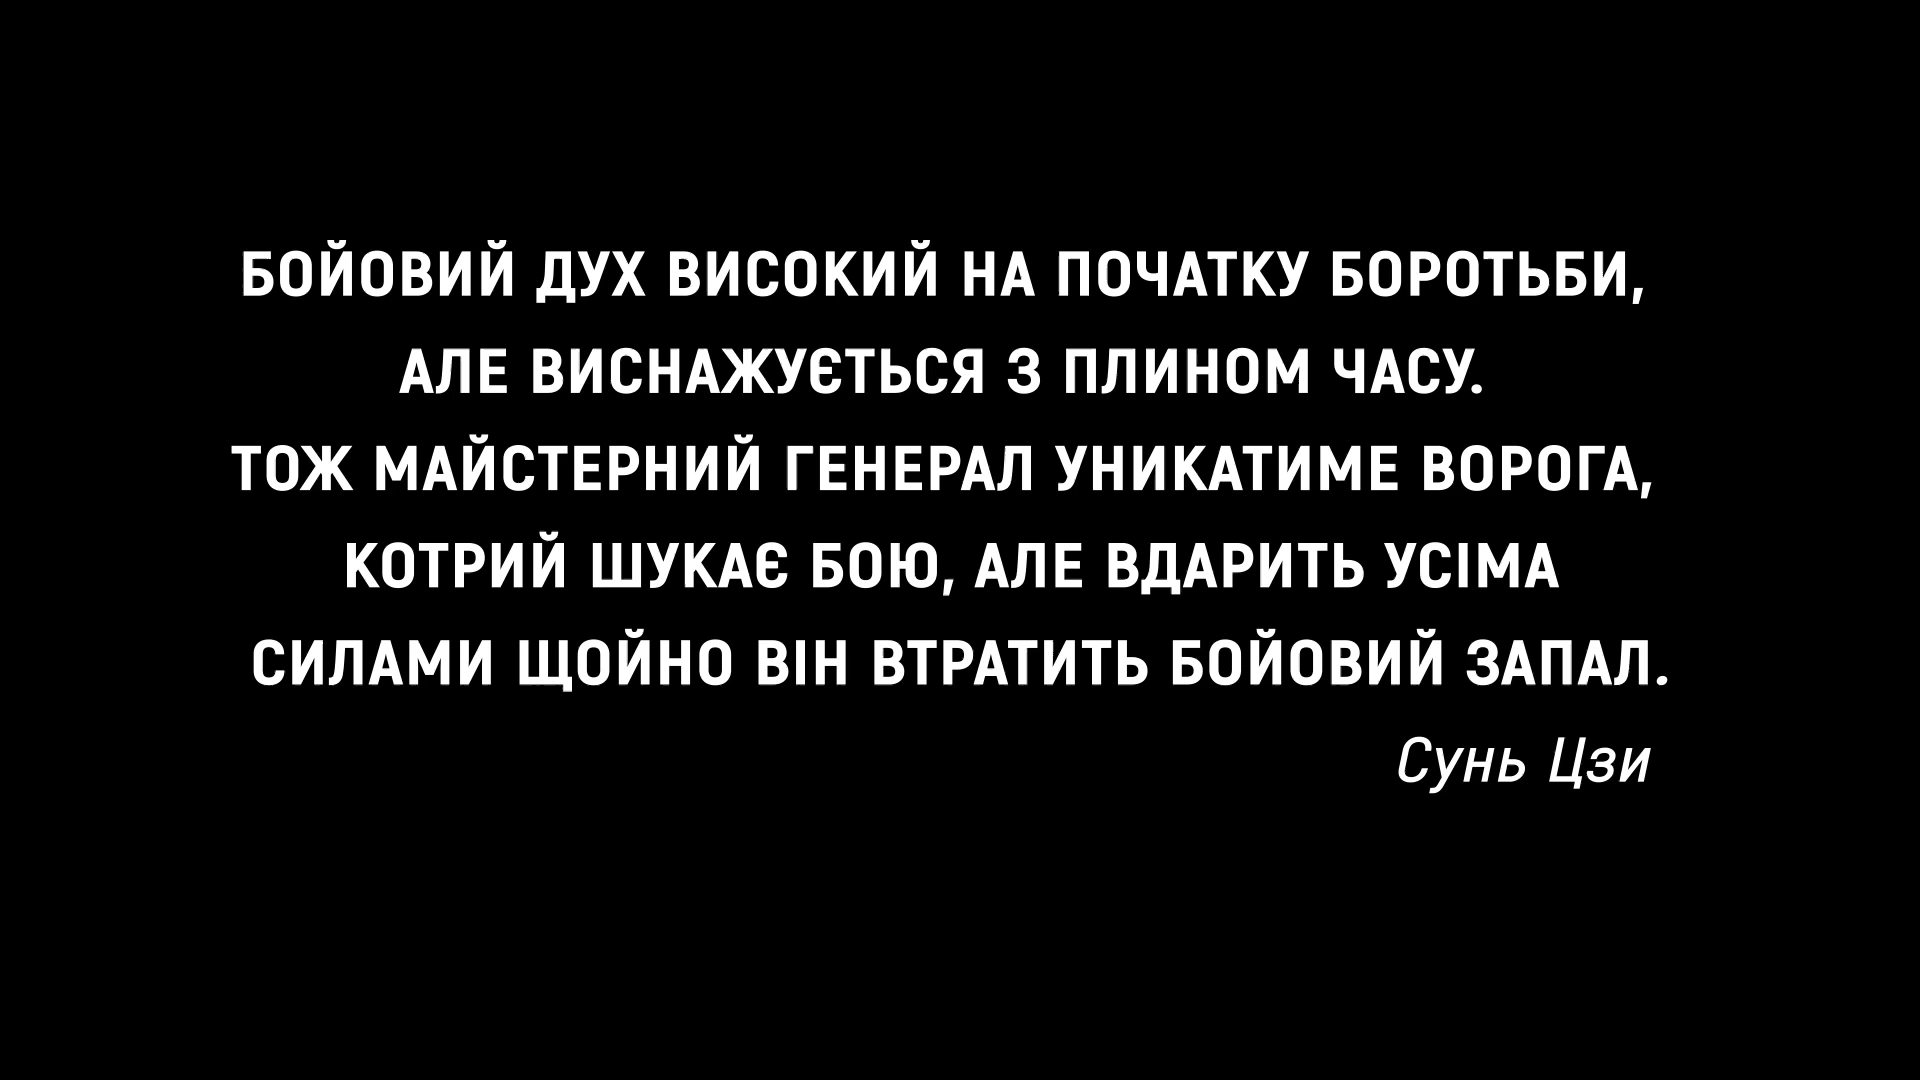 БОЙОВИЙ ДУХ ВИСОКИЙ НА ПОЧАТКУ БОРОТЬБИ,
АЛЕ ВИСНАЖУЄТЬСЯ З ПЛИНОМ ЧАСУ.
ТОЖ МАЙСТЕРНИЙ ГЕНЕРАЛ УНИКАТИМЕ ВОРОГА,
КОТРИЙ ШУКАЄ БОЮ, АЛЕ ВДАРИТЬ УСІМА
СИЛАМИ ЩОЙНО ВІН ВТРАТИТЬ БОЙОВИЙ ЗАПАЛ.
Сунь Цзи